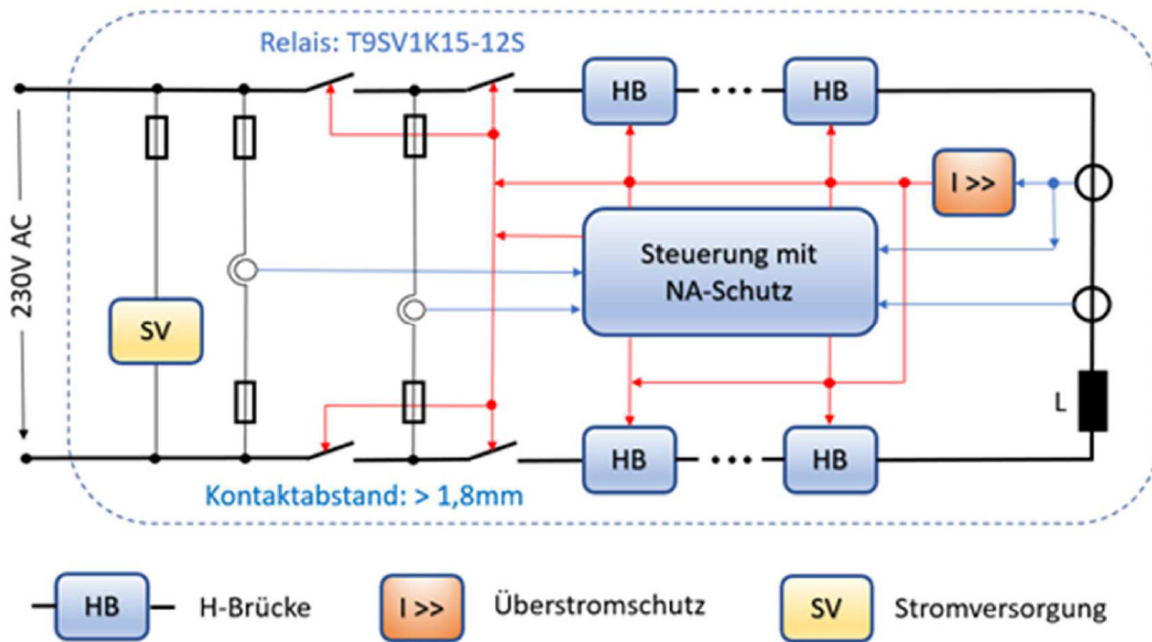 Relais: T9SV1K15-12S
HB
HB
I >>
230V AC
Steuerung mit
NA-Schutz
SV
L
HB
HB
Kontaktabstand: > 1,8mm
HB
H-Brücke
I >>
Überstromschutz
SV
Stromversorgung